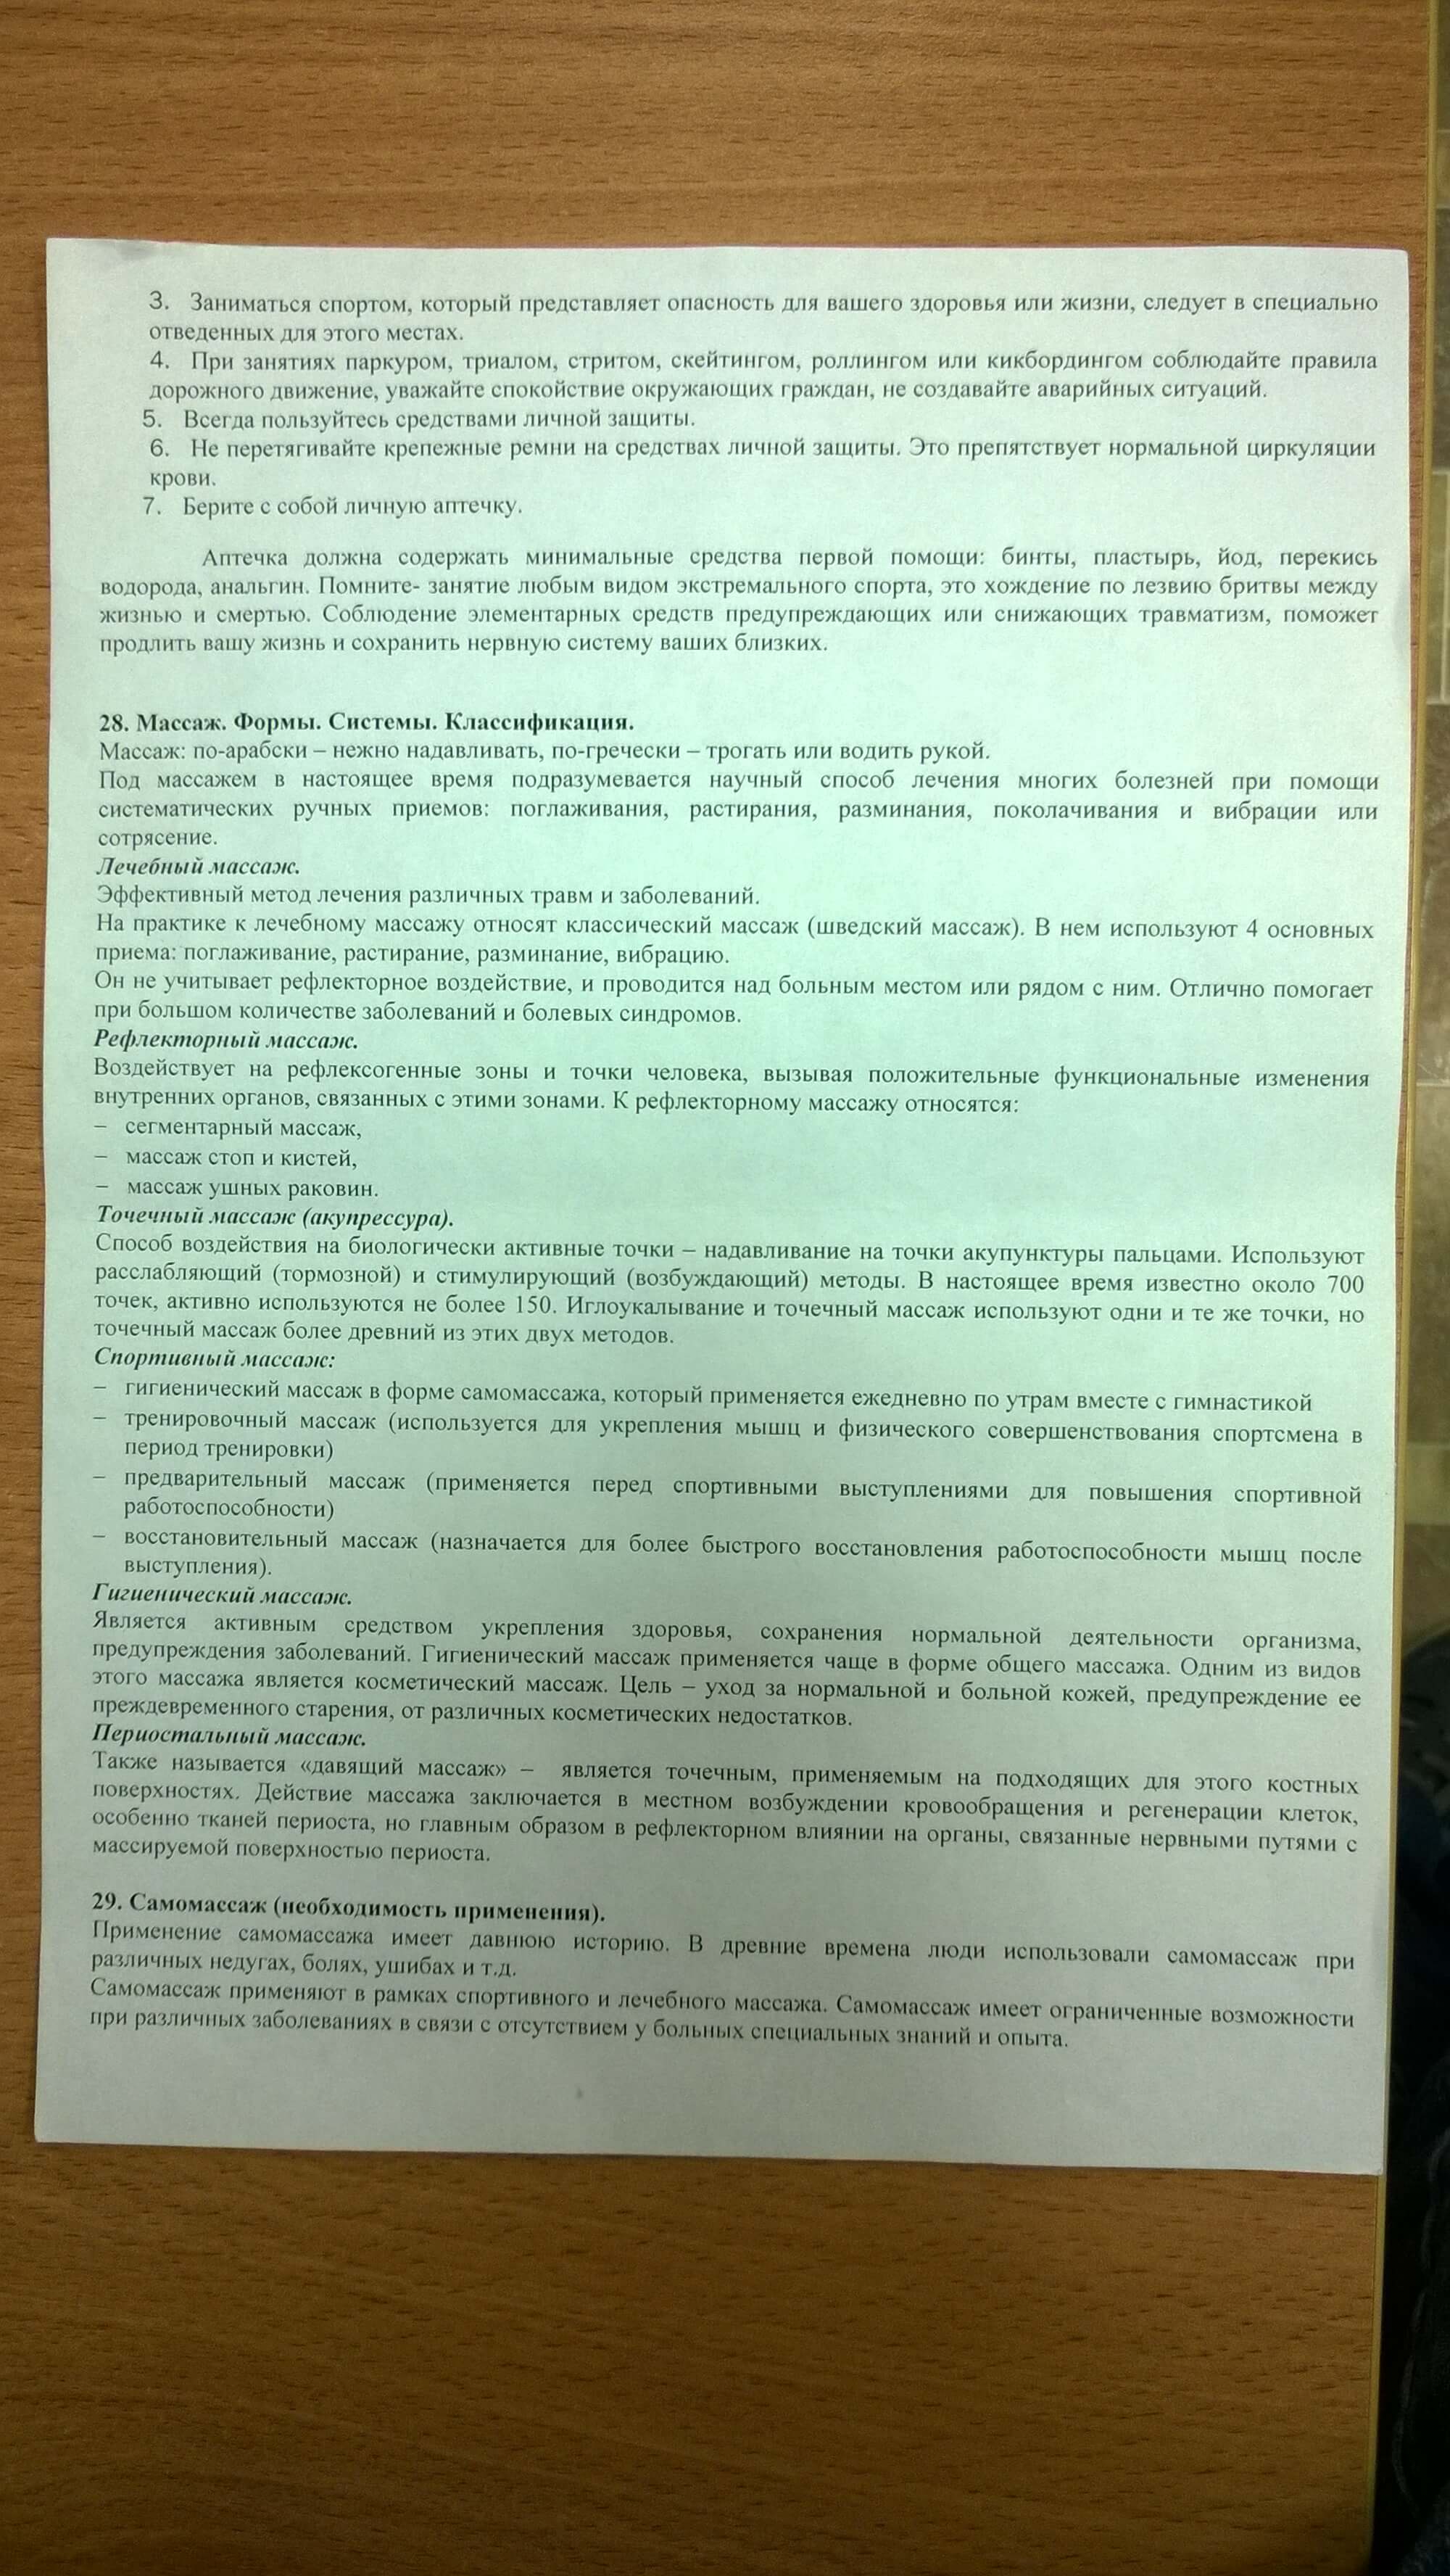 3. Заниматься спортом, который представляет опасность для вашего здоровья или жизни, следует в специально
отведенных для этого местах.
4. При занятиях паркуром, триалом, стритом, скейтингом, роллингом или кикбордингом соблюдайте правила
дорожного движение, уважайте спокойствие окружающих граждан, не создавайте аварийных ситуаций.
5. Всегда пользуйтесь средствами личной защиты.
6. Не перетягивайте крепежные ремни на средствах личной защиты. Это препятствует нормальной циркуляции
крови.
7. Берите с собой личную аптечку.
Аптечка должна содержать минимальные средства первой помощи: бинты, пластырь, йод, перекись
водорода, анальгин. Помните- занятие любым видом экстремального спорта, это хождение по лезвию бритвы между
жизнью и смертью. Соблюдение элементарных средств предупреждающих или снижающих травматизм, поможет
продлить вашу жизнь и сохранить нервную систему ваших близких.
28. Массаж. Формы. Системы. Классификация.
Массаж: по-арабски – нежно надавливать, по-гречески – трогать или водить рукой.
Под массажем в настоящее время подразумевается научный способ лечения многих болезней при помощи
систематических ручных приемов: поглаживания, растирания, разминания, поколачивания и вибрации или
сотрясение.
Лечебный массаж.
Эффективный метод лечения различных травм и заболеваний.
На практике к лечебному массажу относят классический массаж (шведский массаж). В нем используют 4 основных
приема: поглаживание, растирание, разминание, вибрацию.
Он не учитывает рефлекторное воздействие, и проводится над больным местом или рядом с ним. Отлично помогает
при большом количестве заболеваний и болевых синдромов.
Рефлекторный массаж.
Воздействует на рефлексогенные зоны и точки человека, вызывая положительные функциональные изменения
внутренних органов, связанных с этими зонами. К рефлекторному массажу относятся:
– сегментарный массаж,
– массаж стоп и кистей,
– массаж ушных раковин.
Точечный массаж (акупрессура).
Способ воздействия на биологически активные точки – надавливание на точки акупунктуры пальцами. Используют
расслабляющий (тормозной) и стимулирующий (возбуждающий) методы. В настоящее время известно около 700
точек, активно используются не более 150. Иглоукалывание и точечный массаж используют одни и те же точки, но
точечный массаж более древний из этих двух методов.
Спортивный массаж:
– гигиенический массаж в форме самомассажа, который применяется ежедневно по утрам вместе с гимнастикой
– тренировочный массаж (используется для укрепления мышц и физического совершенствования спортсмена в
период тренировки)
– предварительный массаж (применяется перед спортивными выступлениями для повышения спортивной
работоспособности)
– восстановительный массаж (назначается для более быстрого восстановления работоспособности мышц после
выступления).
Гигиенический массаж.
Является активным средством укрепления здоровья, сохранения нормальной деятельности организма,
предупреждения заболеваний. Гигиенический массаж применяется чаще в форме общего массажа. Одним из видов
этого массажа является косметический массаж. Цель – уход за нормальной и больной кожей, предупреждение ее
преждевременного старения, от различных косметических недостатков.
Периостальный массаж.
Также называется «давящий массаж» – является точечным, применяемым на подходящих для этого костных
поверхностях. Действие массажа заключается в местном возбуждении кровообращения и регенерации клеток,
особенно тканей периоста, но главным образом в рефлекторном влиянии на органы, связанные нервными путями с
массируемой поверхностью периоста.
29. Самомассаж (необходимость применения).
Применение самомассажа имеет давнюю историю. В древние времена люди использовали самомассаж при
различных недугах, болях, ушибах и т.д.
Самомассаж применяют в рамках спортивного и лечебного массажа. Самомассаж имеет ограниченные возможности
при различных заболеваниях в связи с отсутствием у больных специальных знаний и опыта.